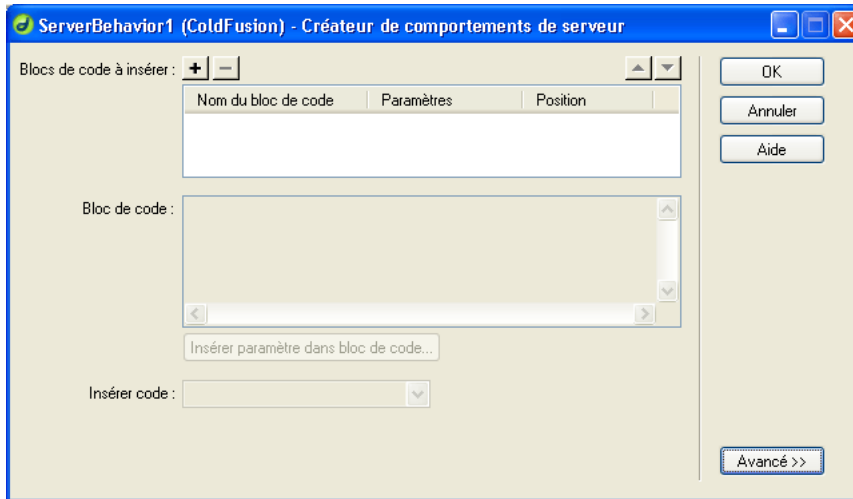 ServerBehavior1 (ColdFusion) - Créateur de comportements de serveur
Blocs de code à insérer : + −
OK
Nom du bloc de code Paramètres Position
Annuler
Aide
Bloc de code :
Insérer paramètre dans bloc de code...
Insérer code :
Avancé >>